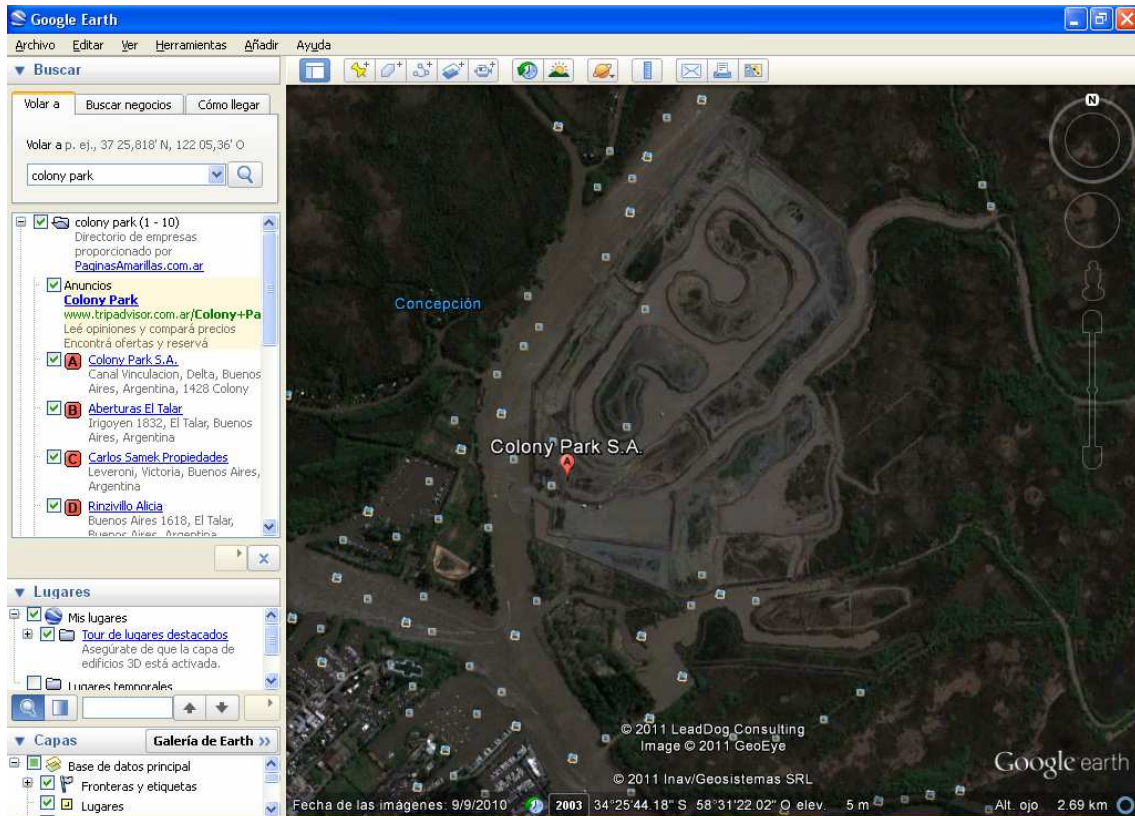 Google Earth
Archivo Editar Ver Herramientas Añadir Ayuda
Buscar
Volar a Buscar negocios Cómo llegar
Volar a p. ej., 37 25,818' N, 122 05,36' O
colony park
colony park (1 - 10)
Directorio de empresas
proporcionado por
PaginasAmarillas.com.ar
Anuncios
Colony Park
www.tripadvisor.com.ar/Colony+Pa
Leé opiniones y compará precios
Encontrá ofertas y reservá
A Colony Park S.A.
Canal Vinculacion, Delta, Buenos
Aires, Argentina, 1428 Colony
B Aberturas El Talar
Irigoyen 1832, El Talar, Buenos
Aires, Argentina
C Carlos Samek Propiedades
Leveroni, Victoria, Buenos Aires,
Argentina
D Rinzivillo Alicia
Buenos Aires 1618, El Talar,
Buenos Aires, Argentina
Lugares
Mis lugares
Tour de lugares destacados
Asegúrate de que la capa de
edificios 3D está activada.
Lugares temporales
Capas Galería de Earth >>
Base de datos principal
Fronteras y etiquetas
Lugares
N
Concepción
Colony Park S.A.
A
© 2011 LeadDog Consulting
Image © 2011 GeoEye
© 2011 Inav/Geosistemas SRL
Google earth
Fecha de las imágenes: 9/9/2010 2003 34°25'44.18" S 58°31'22.02" O elev. 5 m Alt. ojo 2.69 km